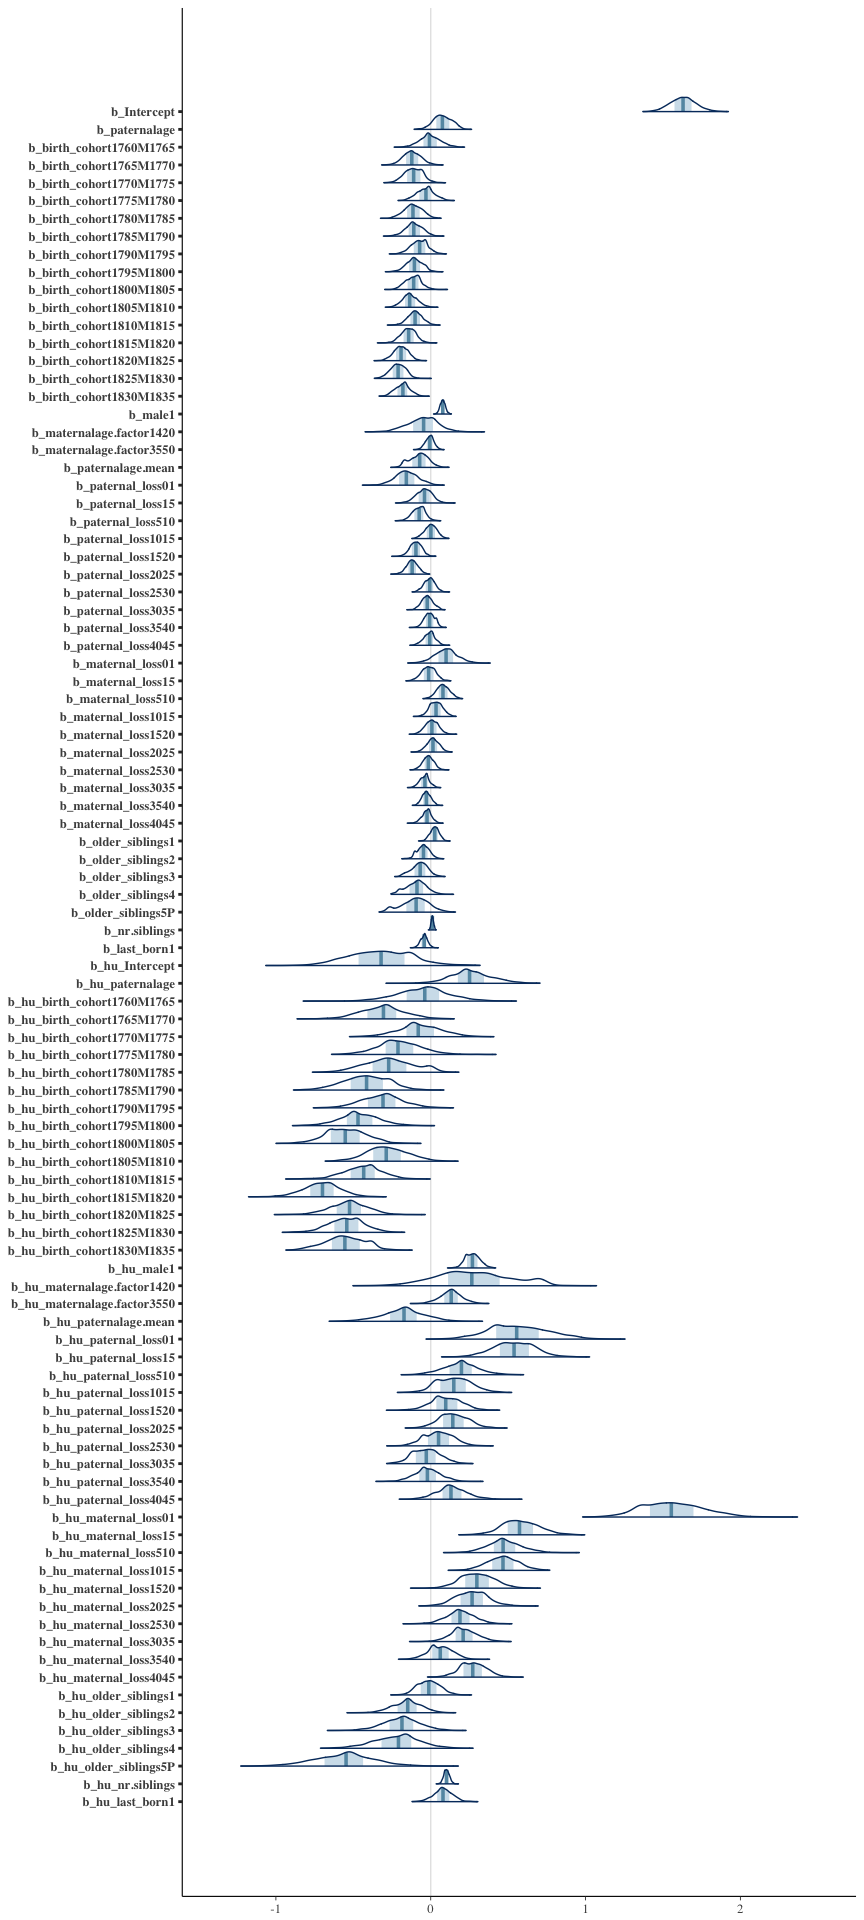 b_Intercept
b_paternalage
b_birth_cohort1760M1765
b_birth_cohort1765M1770
b_birth_cohort1770M1775
b_birth_cohort1775M1780
b_birth_cohort1780M1785
b_birth_cohort1785M1790
b_birth_cohort1790M1795
b_birth_cohort1795M1800
b_birth_cohort1800M1805
b_birth_cohort1805M1810
b_birth_cohort1810M1815
b_birth_cohort1815M1820
b_birth_cohort1820M1825
b_birth_cohort1825M1830
b_birth_cohort1830M1835
b_male1
b_maternalage.factor1420
b_maternalage.factor3550
b_paternalage.mean
b_paternal_loss01
b_paternal_loss15
b_paternal_loss510
b_paternal_loss1015
b_paternal_loss1520
b_paternal_loss2025
b_paternal_loss2530
b_paternal_loss3035
b_paternal_loss3540
b_paternal_loss4045
b_maternal_loss01
b_maternal_loss15
b_maternal_loss510
b_maternal_loss1015
b_maternal_loss1520
b_maternal_loss2025
b_maternal_loss2530
b_maternal_loss3035
b_maternal_loss3540
b_maternal_loss4045
b_older_siblings1
b_older_siblings2
b_older_siblings3
b_older_siblings4
b_older_siblings5P
b_nr.siblings
b_last_born1
b_hu_Intercept
b_hu_paternalage
b_hu_birth_cohort1760M1765
b_hu_birth_cohort1765M1770
b_hu_birth_cohort1770M1775
b_hu_birth_cohort1775M1780
b_hu_birth_cohort1780M1785
b_hu_birth_cohort1785M1790
b_hu_birth_cohort1790M1795
b_hu_birth_cohort1795M1800
b_hu_birth_cohort1800M1805
b_hu_birth_cohort1805M1810
b_hu_birth_cohort1810M1815
b_hu_birth_cohort1815M1820
b_hu_birth_cohort1820M1825
b_hu_birth_cohort1825M1830
b_hu_birth_cohort1830M1835
b_hu_male1
b_hu_maternalage.factor1420
b_hu_maternalage.factor3550
b_hu_paternalage.mean
b_hu_paternal_loss01
b_hu_paternal_loss15
b_hu_paternal_loss510
b_hu_paternal_loss1015
b_hu_paternal_loss1520
b_hu_paternal_loss2025
b_hu_paternal_loss2530
b_hu_paternal_loss3035
b_hu_paternal_loss3540
b_hu_paternal_loss4045
b_hu_maternal_loss01
b_hu_maternal_loss15
b_hu_maternal_loss510
b_hu_maternal_loss1015
b_hu_maternal_loss1520
b_hu_maternal_loss2025
b_hu_maternal_loss2530
b_hu_maternal_loss3035
b_hu_maternal_loss3540
b_hu_maternal_loss4045
b_hu_older_siblings1
b_hu_older_siblings2
b_hu_older_siblings3
b_hu_older_siblings4
b_hu_older_siblings5P
b_hu_nr.siblings
b_hu_last_born1
-1 0 1 2